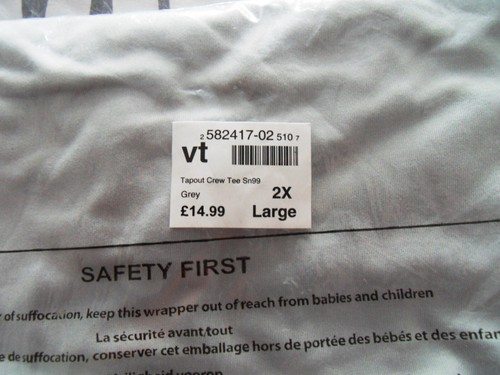 2 582417-02 510 7
vt
Tapout Crew Tee Sn99
Grey 2X
£14.99 Large
SAFETY FIRST
of suffocation, keep this wrapper out of reach from babies and children
La sécurité avant tout
de suffocation, conserver cet emballage hors de portée des bébés et des enfan